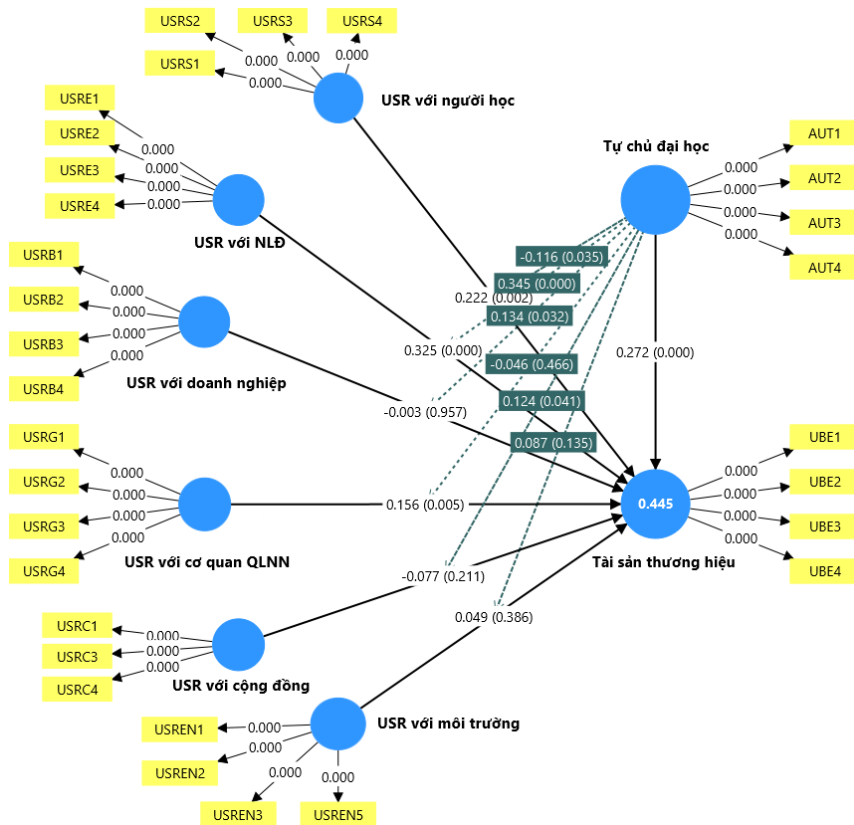 USRS2
USRS3
USRS4
USRS1
0.000
0.000
0.000
0.000
USR với người học
USRE1
USRE2
USRE3
USRE4
0.000
0.000
0.000
0.000
USR với NLĐ
Tự chủ đại học
AUT1
AUT2
AUT3
AUT4
0.000
0.000
0.000
0.000
USRB1
USRB2
USRB3
USRB4
0.000
0.000
0.000
0.000
USR với doanh nghiệp
-0.116 (0.035)
0.345 (0.000)
0.222 (0.002)
0.134 (0.032)
0.325 (0.000)
-0.046 (0.466)
0.272 (0.000)
0.124 (0.041)
-0.003 (0.957)
0.087 (0.135)
USRG1
USRG2
USRG3
USRG4
0.000
0.000
0.000
0.000
USR với cơ quan QLNN
0.156 (0.005)
0.445
Tài sản thương hiệu
UBE1
UBE2
UBE3
UBE4
0.000
0.000
0.000
0.000
-0.077 (0.211)
0.049 (0.386)
USRC1
USRC3
USRC4
0.000
0.000
0.000
USR với cộng đồng
USREN1
USREN2
USREN3
USREN5
0.000
0.000
0.000
0.000
USR với môi trường